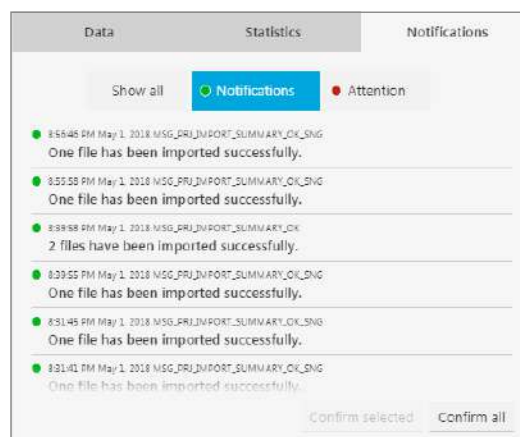 Data Statistics Notifications
Show all Notifications Attention
8:56:46 PM May 1, 2018 MSG_PRJ_IMPORT_SUMMARY_OK_SNG
One file has been imported successfully.
8:55:58 PM May 1, 2018 MSG_PRJ_IMPORT_SUMMARY_OK_SNG
One file has been imported successfully.
8:39:58 PM May 1, 2018 MSG_PRJ_IMPORT_SUMMARY_OK
2 files have been imported successfully.
8:39:55 PM May 1, 2018 MSG_PRJ_IMPORT_SUMMARY_OK_SNG
One file has been imported successfully.
8:31:45 PM May 1, 2018 MSG_PRJ_IMPORT_SUMMARY_OK_SNG
One file has been imported successfully.
8:31:41 PM May 1, 2018 MSG_PRJ_IMPORT_SUMMARY_OK_SNG
One file has been imported successfully.
Confirm selected Confirm all